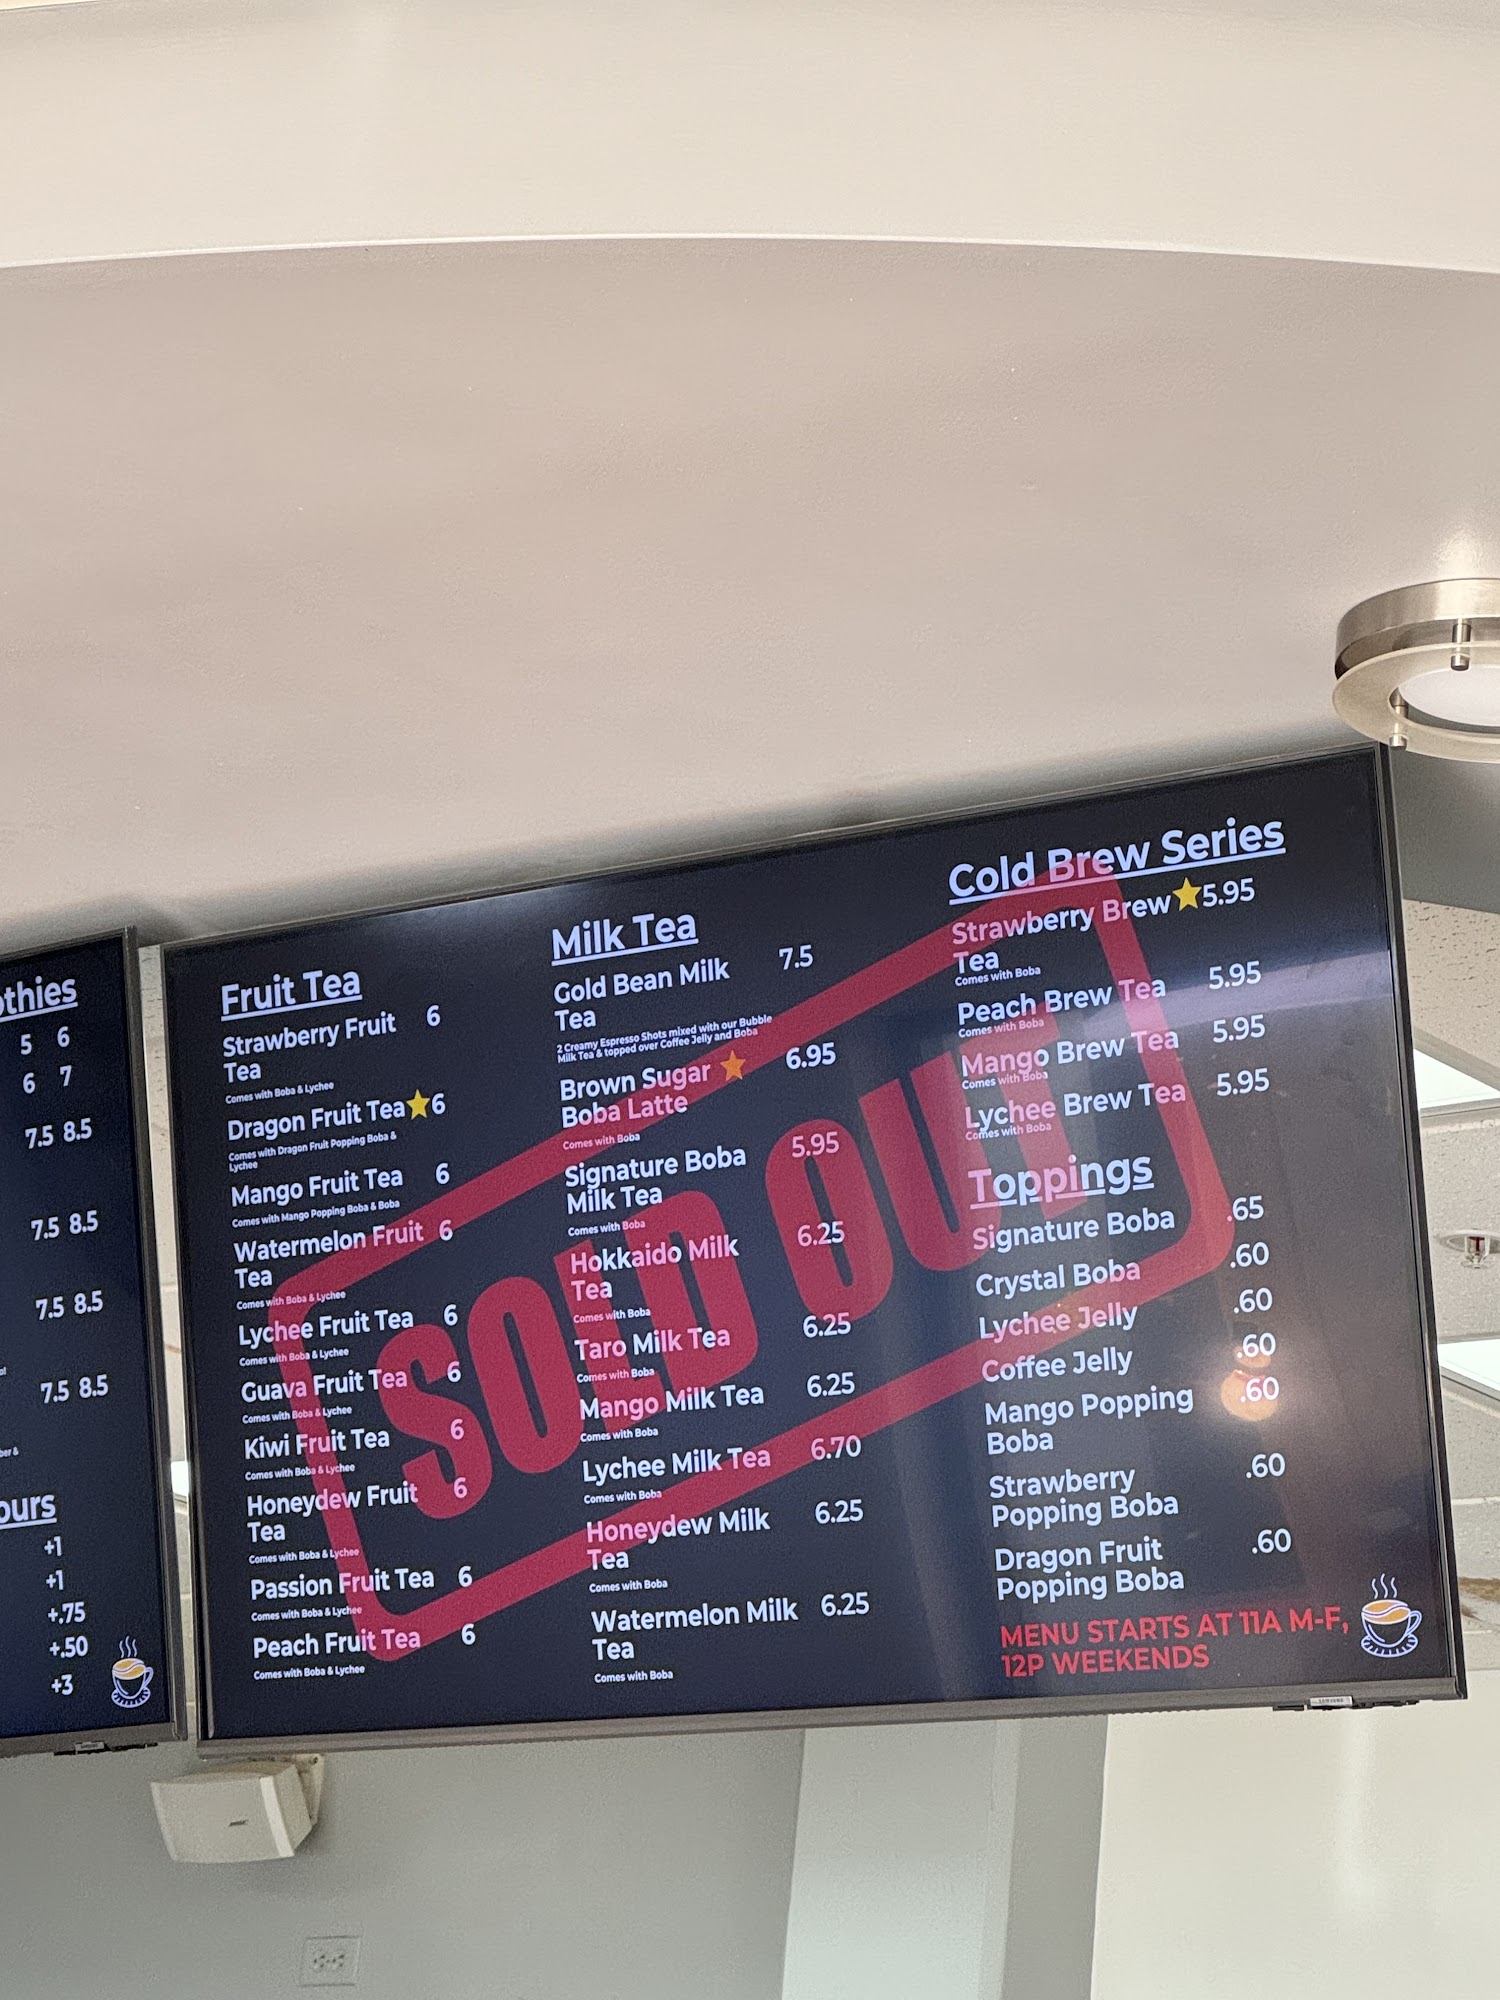 othies
5 6
6 7
7.5 8.5
7.5 8.5
7.5 8.5
7.5 8.5
ours
+1
+1
+.75
+.50
+3
Fruit Tea
Strawberry Fruit 6
Tea
Comes with Boba & Lychee
Dragon Fruit Tea 6
Comes with Dragon Fruit Popping Boba &
Lychee
Mango Fruit Tea 6
Comes with Mango Popping Boba & Boba
Watermelon Fruit 6
Tea
Comes with Boba & Lychee
Lychee Fruit Tea 6
Comes with Boba & Lychee
Guava Fruit Tea 6
Comes with Boba & Lychee
Kiwi Fruit Tea 6
Comes with Boba & Lychee
Honeydew Fruit 6
Tea
Comes with Boba & Lychee
Passion Fruit Tea 6
Comes with Boba & Lychee
Peach Fruit Tea 6
Comes with Boba & Lychee
Milk Tea
Gold Bean Milk 7.5
Tea
2 Creamy Espresso Shots mixed with our Bubble
Milk Tea & topped over Coffee Jelly and Boba
Brown Sugar 6.95
Boba Latte
Comes with Boba
Signature Boba 5.95
Milk Tea
Comes with Boba
Hokkaido Milk 6.25
Tea
Comes with Boba
Taro Milk Tea 6.25
Comes with Boba
Mango Milk Tea 6.25
Comes with Boba
Lychee Milk Tea 6.70
Comes with Boba
Honeydew Milk 6.25
Tea
Comes with Boba
Watermelon Milk 6.25
Tea
Comes with Boba
Cold Brew Series
Strawberry Brew 5.95
Tea
Comes with Boba
Peach Brew Tea 5.95
Comes with Boba
Mango Brew Tea 5.95
Comes with Boba
Lychee Brew Tea 5.95
Comes with Boba
Toppings
Signature Boba .65
Crystal Boba .60
Lychee Jelly .60
Coffee Jelly .60
Mango Popping .60
Boba
Strawberry .60
Popping Boba
Dragon Fruit .60
Popping Boba
MENU STARTS AT 11A M-F,
12P WEEKENDS
SOLD OUT
SAMSUNG
BOSE